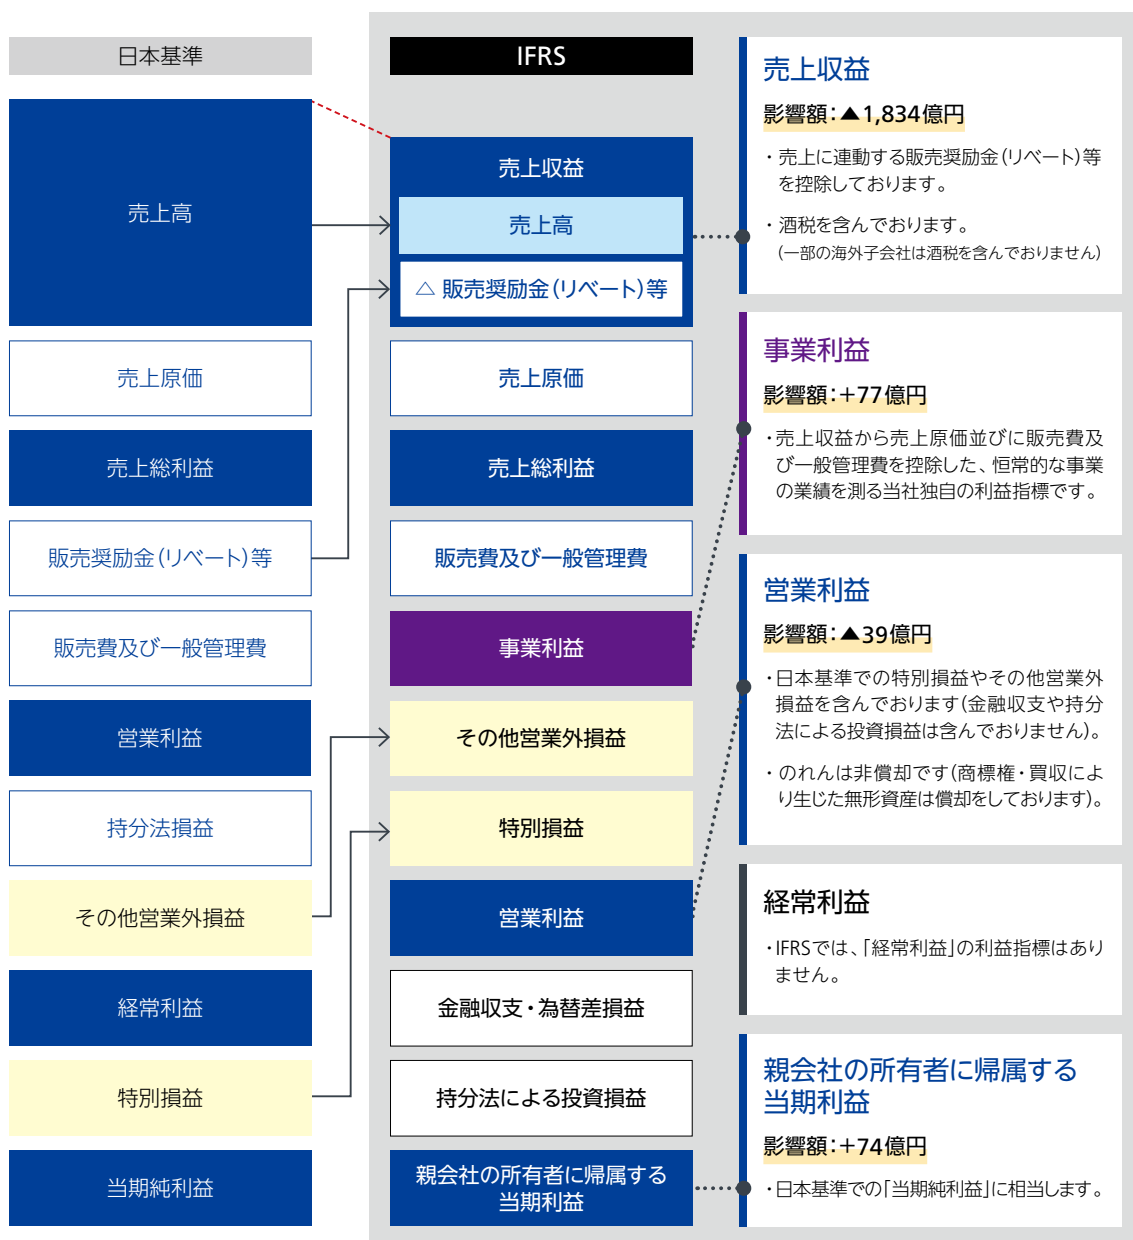 日本基準
売上高
売上原価
売上総利益
販売奨励金(リベート)等
販売費及び一般管理費
営業利益
持分法損益
その他営業外損益
経常利益
特別損益
当期純利益
IFRS
売上収益
売上高
△ 販売奨励金(リベート)等
売上原価
売上総利益
販売費及び一般管理費
事業利益
その他営業外損益
特別損益
営業利益
金融収支・為替差損益
持分法による投資損益
親会社の所有者に帰属する
当期利益
売上収益
影響額：▲1,834億円
・売上に連動する販売奨励金(リベート)等
を控除しております。
・酒税を含んでおります。
(一部の海外子会社は酒税を含んでおりません)
事業利益
影響額：+77億円
・売上収益から売上原価並びに販売費及
び一般管理費を控除した、恒常的な事業
の業績を測る当社独自の利益指標です。
営業利益
影響額：▲39億円
・日本基準での特別損益やその他営業外
損益を含んでおります(金融収支や持分
法による投資損益は含んでおりません)。
・のれんは非償却です(商標権・買収によ
り生じた無形資産は償却をしております)。
経常利益
・IFRSでは、「経常利益」の利益指標はあり
ません。
親会社の所有者に帰属する
当期利益
影響額：+74億円
・日本基準での「当期純利益」に相当します。